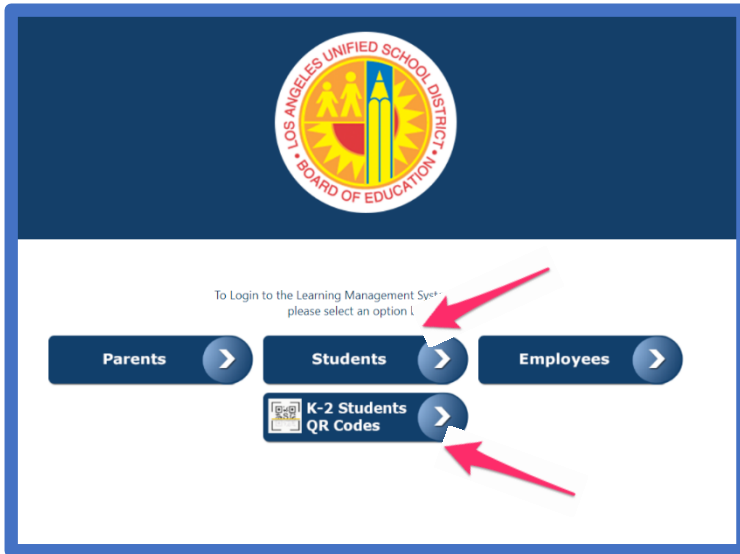 LOS ANGELES UNIFIED SCHOOL DISTRICT
• BOARD OF EDUCATION •
To Login to the Learning Management
please select an option
Parents
Students
Employees
K-2 Students
QR Codes